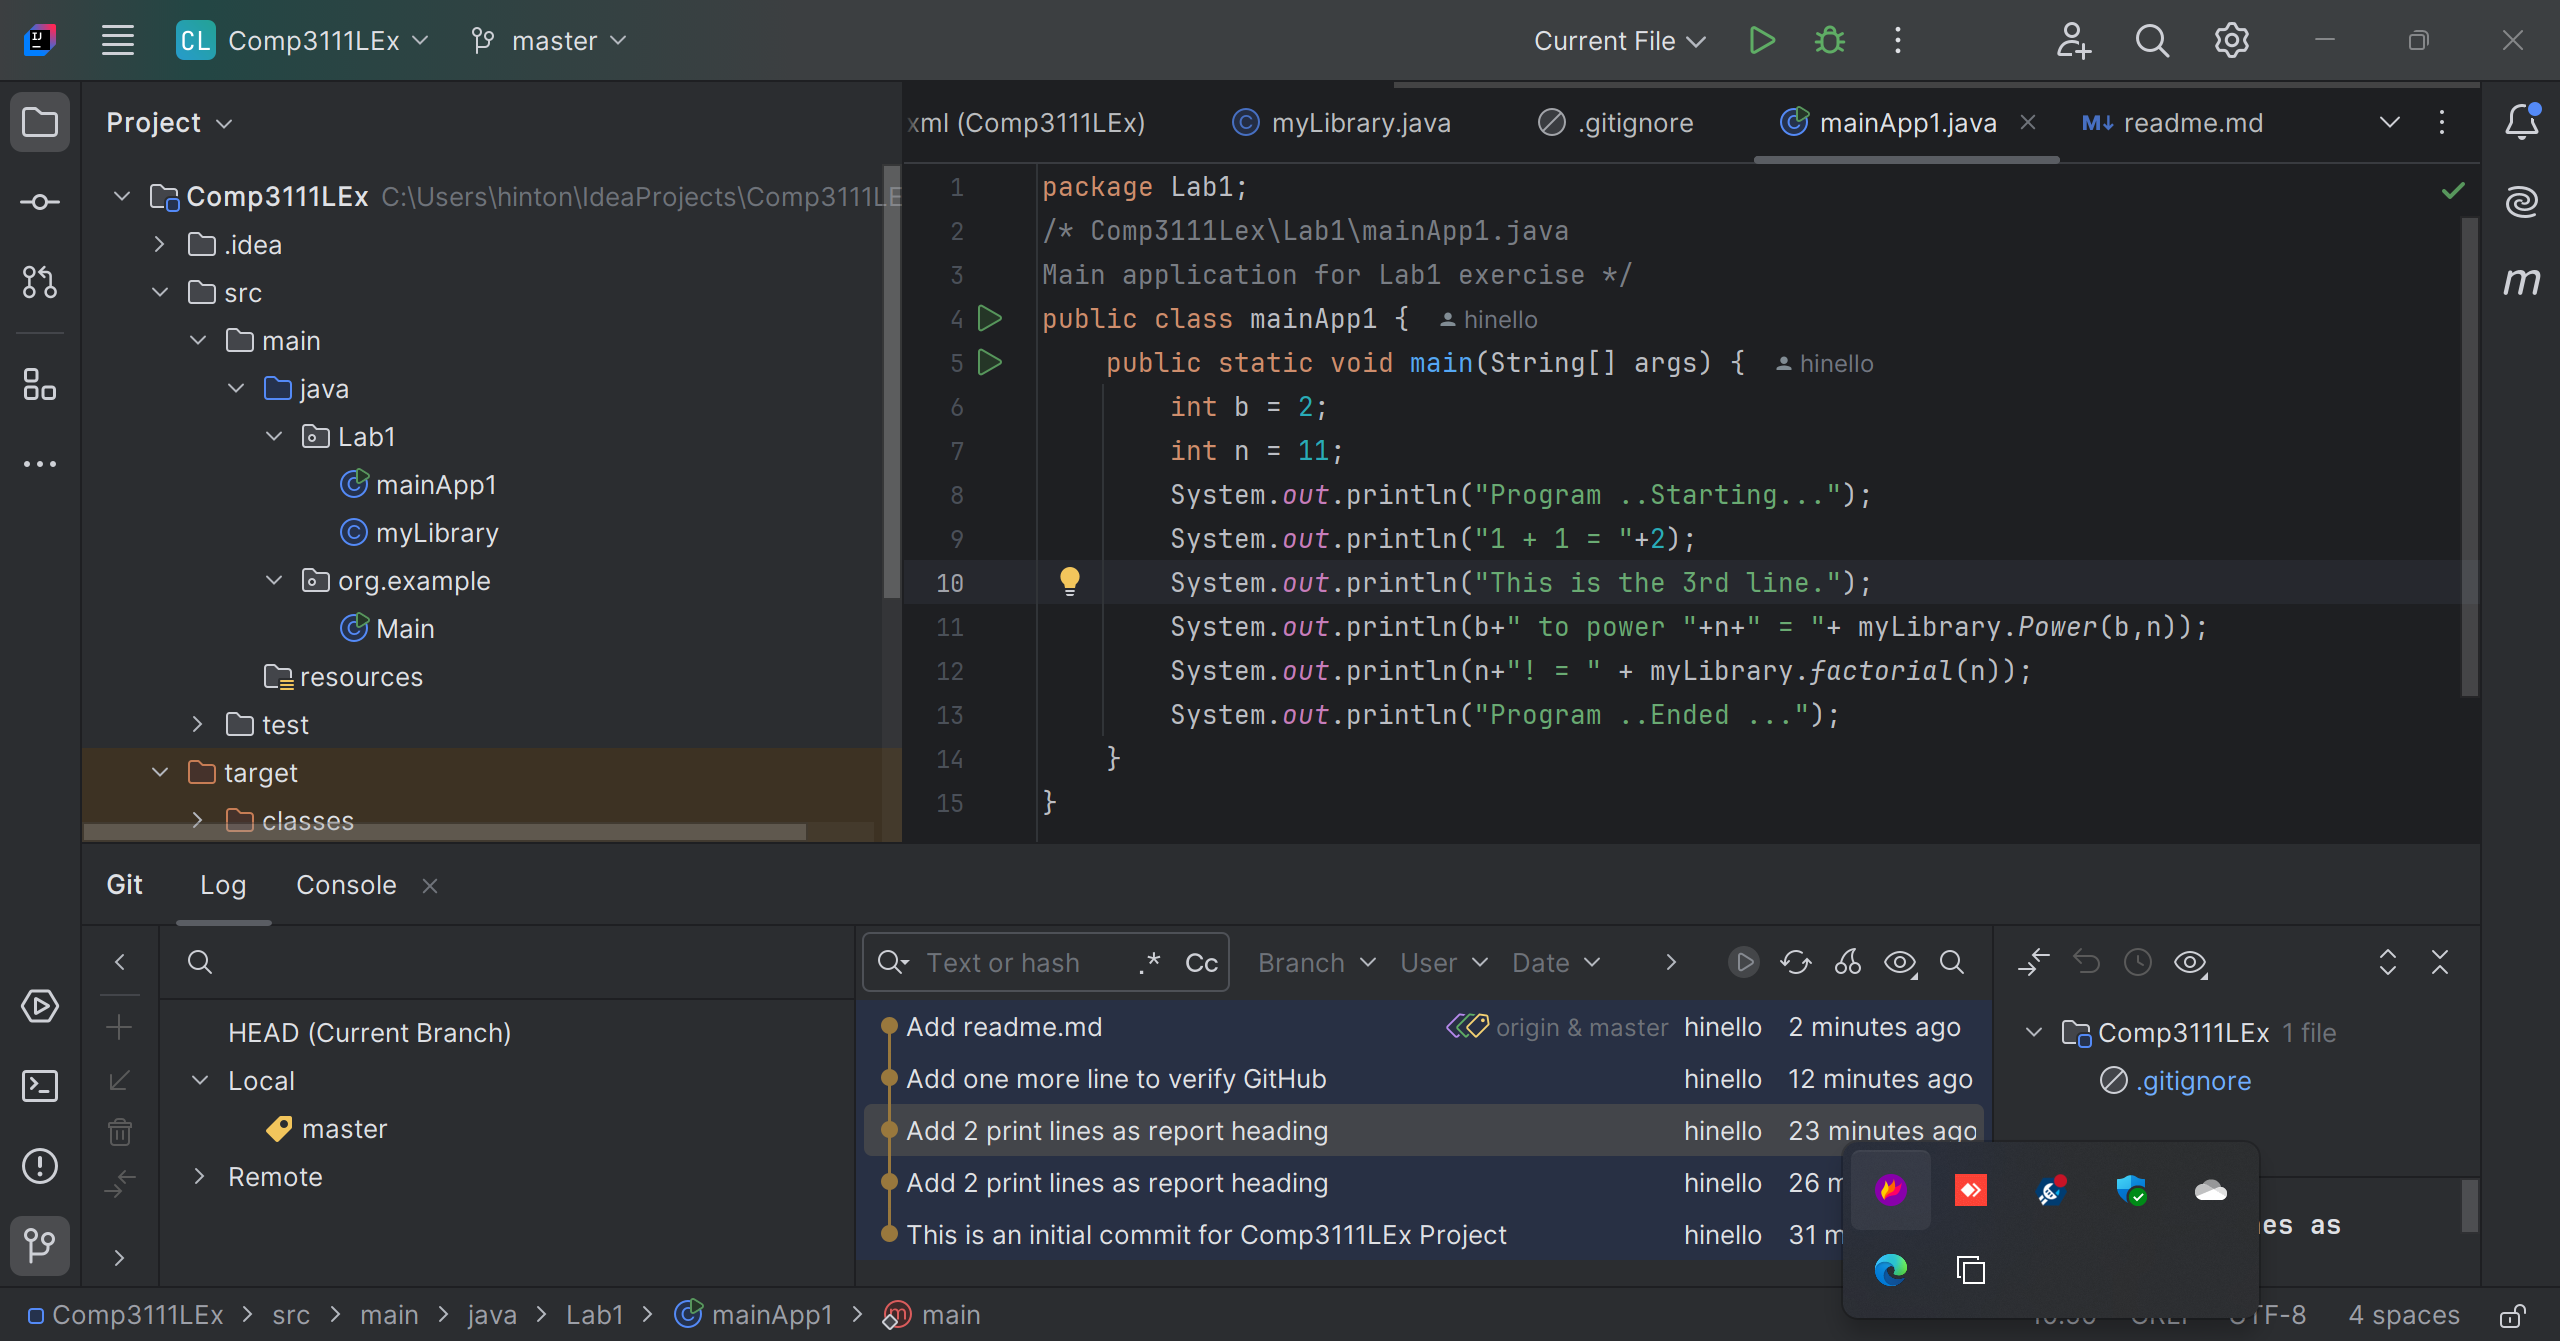 CL Comp3111LEx master Current File
Project
xml (Comp3111LEx) myLibrary.java .gitignore mainApp1.java M↓ readme.md
Comp3111LEx C:\Users\hinton\IdeaProjects\Comp3111LE
.idea
src
main
java
Lab1
mainApp1
myLibrary
org.example
Main
resources
test
target
classes
1 package Lab1;
2 /* Comp3111Lex\Lab1\mainApp1.java
3 Main application for Lab1 exercise */
4 public class mainApp1 { hinello
5 public static void main(String[] args) { hinello
6 int b = 2;
7 int n = 11;
8 System.out.println("Program ..Starting...");
9 System.out.println("1 + 1 = "+2);
10 System.out.println("This is the 3rd line.");
11 System.out.println(b+" to power "+n+" = "+ myLibrary.Power(b,n));
12 System.out.println(n+"! = " + myLibrary.factorial(n));
13 System.out.println("Program ..Ended ...");
14 }
15 }
m
Git Log Console
Text or hash .* Cc Branch User Date
HEAD (Current Branch)
Local
master
Remote
Add readme.md origin & master hinello 2 minutes ago
Add one more line to verify GitHub hinello 12 minutes ago
Add 2 print lines as report heading hinello 23 minutes ago
Add 2 print lines as report heading hinello 26 m
This is an initial commit for Comp3111LEx Project hinello 31 m
Comp3111LEx 1 file
.gitignore
es as
Comp3111LEx > src > main > java > Lab1 > mainApp1 > main
TF-8 4 spaces